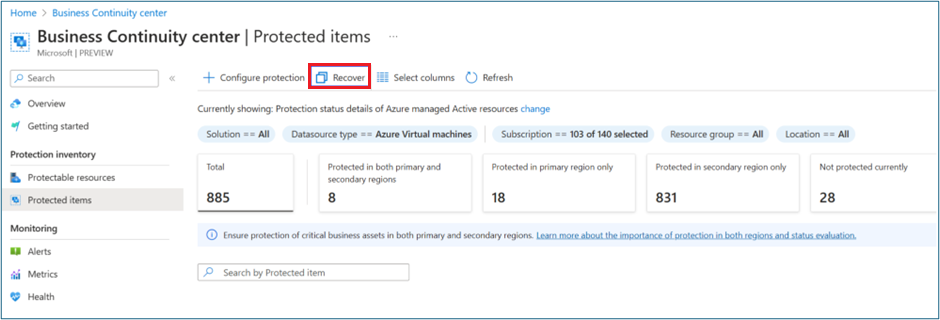 Home > Business Continuity center
Business Continuity center | Protected items ...
Microsoft | PREVIEW
Search «
+ Configure protection Recover Select columns Refresh
Overview
Getting started
Protection inventory
Protectable resources
Protected items
Monitoring
Alerts
Metrics
Health
Currently showing: Protection status details of Azure managed Active resources change
Solution == All Datasource type == Azure Virtual machines Subscription == 103 of 140 selected Resource group == All Location == All
Total
885
Protected in both primary and
secondary regions
8
Protected in primary region only
18
Protected in secondary region only
831
Not protected currently
28
Ensure protection of critical business assets in both primary and secondary regions. Learn more about the importance of protection in both regions and status evaluation.
Search by Protected item